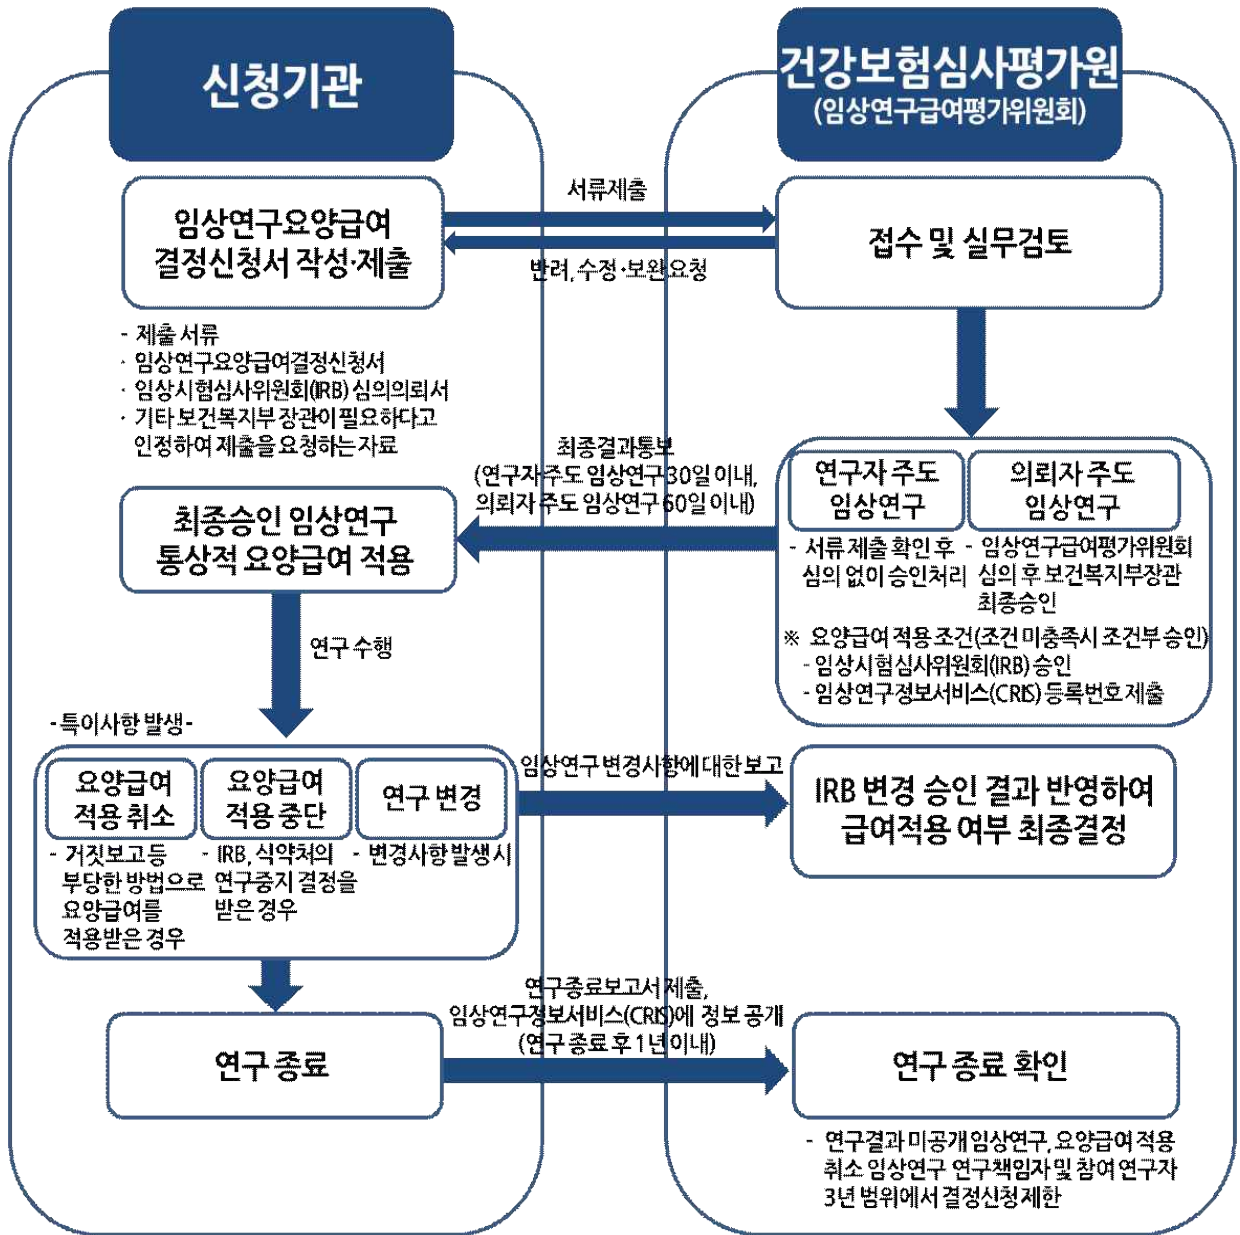 신청기관
건강보험심사평가원
(임상연구급여평가위원회)
임상연구요양급여
결정신청서 작성·제출
서류제출
반려, 수정·보완요청
접수 및 실무검토
- 제출 서류
· 임상연구요양급여결정신청서
· 임상시험심사위원회(IRB) 심의의뢰서
· 기타 보건복지부 장관이 필요하다고
인정하여 제출을 요청하는 자료
최종결과통보
(연구자주도 임상연구 30일 이내,
의뢰자 주도 임상연구 60일 이내)
연구자 주도
임상연구
의뢰자 주도
임상연구
- 서류 제출 확인 후
심의 없이 승인처리
- 임상연구급여평가위원회
심의 후 보건복지부장관
최종승인
※ 요양급여 적용 조건(조건 미충족시 조건부 승인)
- 임상시험심사위원회(IRB) 승인
- 임상연구정보서비스(CRIS) 등록번호 제출
최종승인 임상연구
통상적 요양급여 적용
연구 수행
-특이사항 발생-
요양급여
적용 취소
요양급여
적용 중단
연구 변경
- 거짓보고 등
부당한 방법으로
요양급여를
적용받은 경우
- IRB, 식약처의
연구중지 결정을
받은 경우
- 변경사항 발생 시
임상연구 변경사항에 대한 보고
IRB 변경 승인 결과 반영하여
급여적용 여부 최종결정
연구종료보고서 제출,
임상연구정보서비스(CRIS)에 정보 공개
(연구 종료 후 1년 이내)
연구 종료
연구 종료 확인
- 연구결과 미공개 임상연구, 요양급여 적용
취소 임상연구 연구책임자 및 참여 연구자
3년 범위에서 결정신청 제한